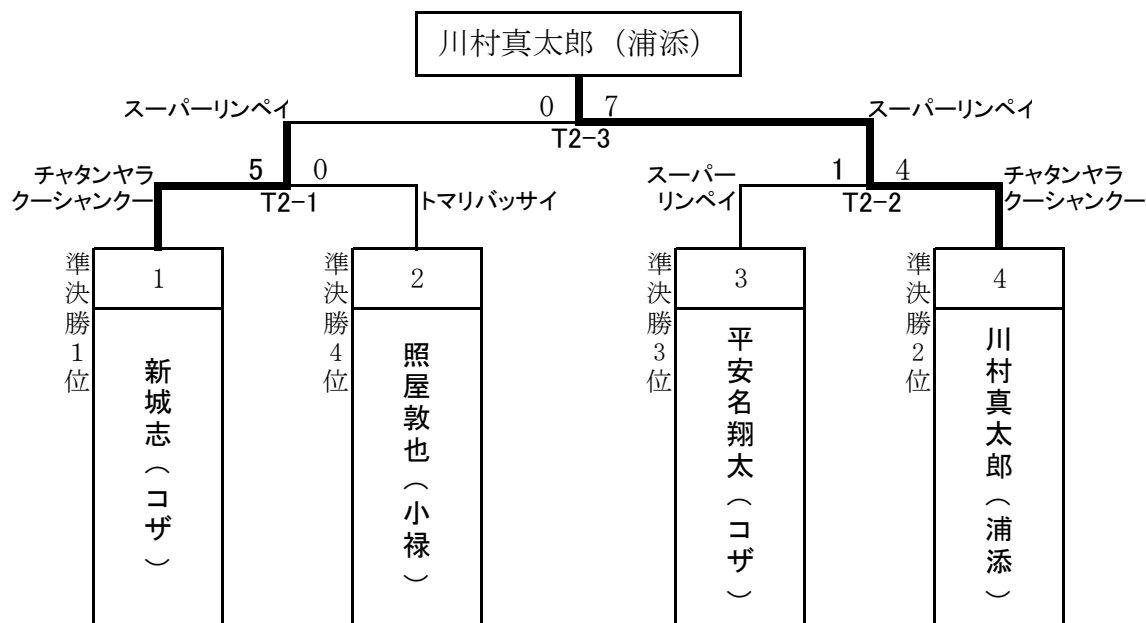 川村真太郎（浦添）
スーパーリンペイ
0 7
スーパーリンペイ
T2-3
チャタンヤラ
クーシャンクー
5 0
T2-1
トマリバッサイ
スーパー
リンペイ
1 4
T2-2
チャタンヤラ
クーシャンクー
準決勝1位
1
新城志（コザ）
準決勝4位
2
照屋敦也（小禄）
準決勝3位
3
平安名翔太（コザ）
準決勝2位
4
川村真太郎（浦添）